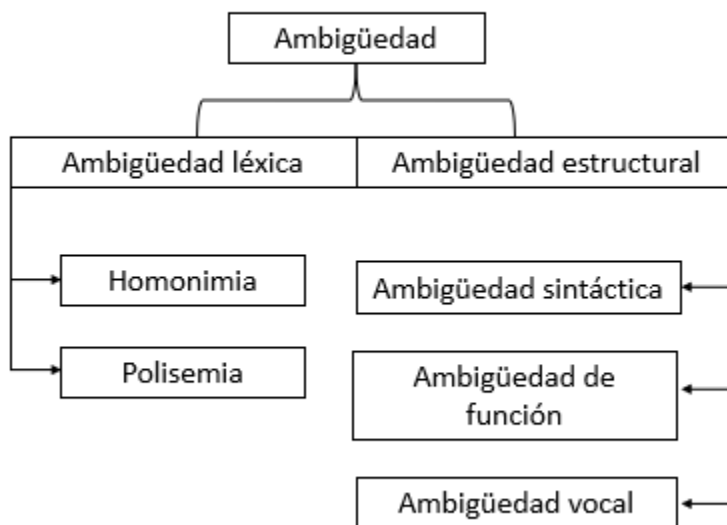 Ambigüedad
Ambigüedad léxica
Ambigüedad estructural
Homonimia
Polisemia
Ambigüedad sintáctica
Ambigüedad de
función
Ambigüedad vocal